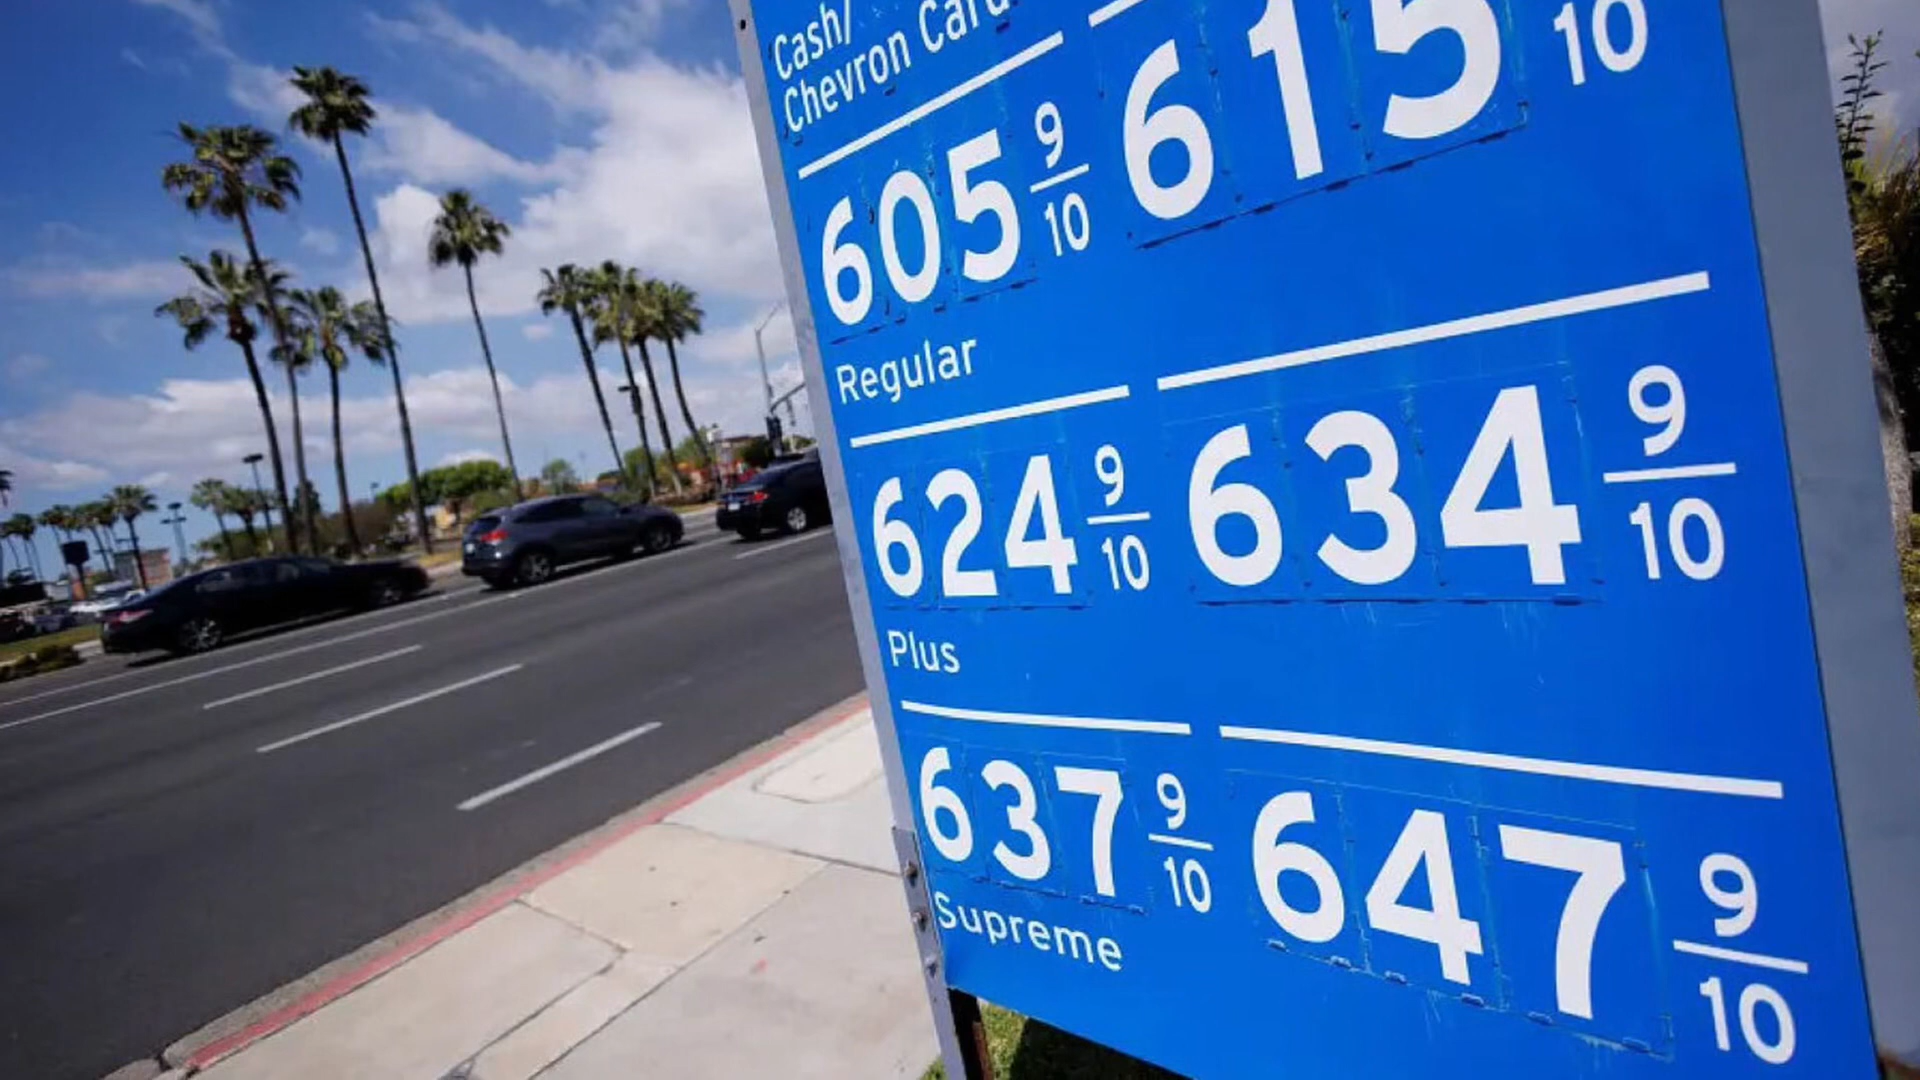 Cash/
Chevron Card
605 9/10 615 10
Regular
624 9/10 634 9/10
Plus
637 9/10 647 9/10
Supreme